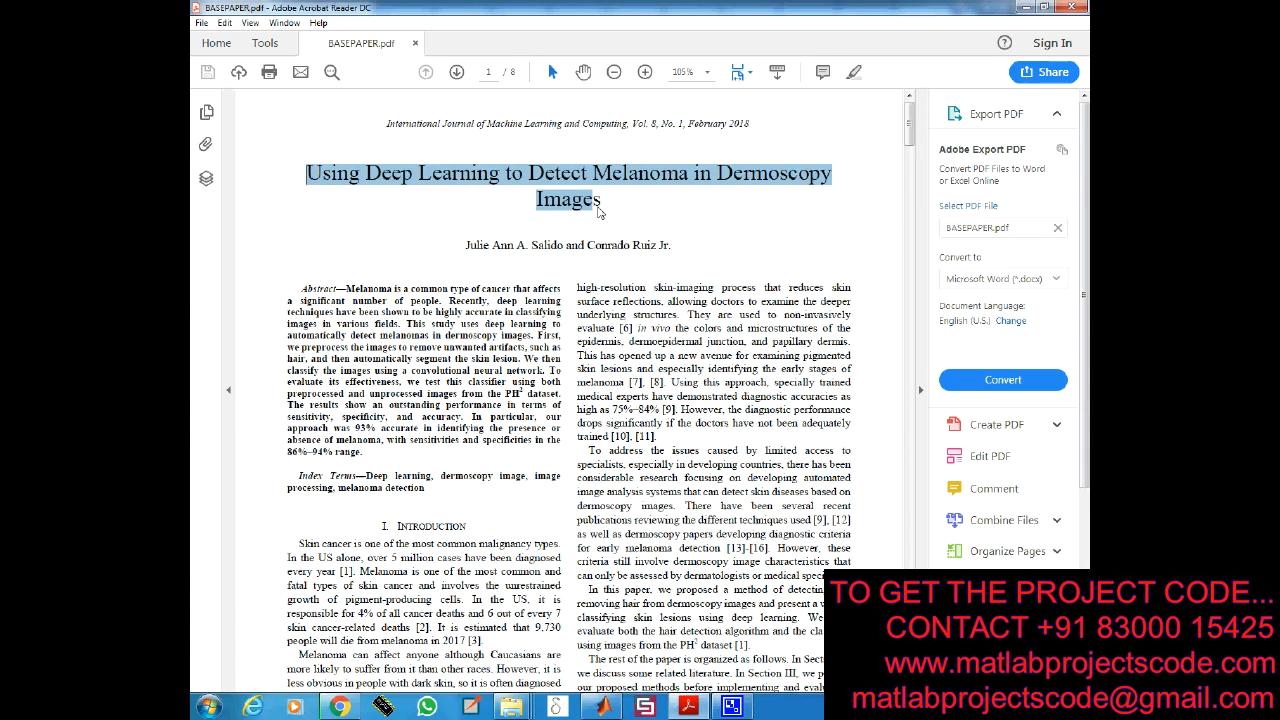 BASEPAPER.pdf - Adobe Acrobat Reader DC
File Edit View Window Help
Home Tools BASEPAPER.pdf × Sign In
1 / 8 105% Share
International Journal of Machine Learning and Computing, Vol. 8, No. 1, February 2018
Using Deep Learning to Detect Melanoma in Dermoscopy
Images
Julie Ann A. Salido and Conrado Ruiz Jr.
Abstract—Melanoma is a common type of cancer that affects
a significant number of people. Recently, deep learning
techniques have been shown to be highly accurate in classifying
images in various fields. This study uses deep learning to
automatically detect melanomas in dermoscopy images. First,
we preprocess the images to remove unwanted artifacts, such as
hair, and then automatically segment the skin lesion. We then
classify the images using a convolutional neural network. To
evaluate its effectiveness, we test this classifier using both
preprocessed and unprocessed images from the PH² dataset.
The results show an outstanding performance in terms of
sensitivity, specificity, and accuracy. In particular, our
approach was 93% accurate in identifying the presence or
absence of melanoma, with sensitivities and specificities in the
86%–94% range.
Index Terms—Deep learning, dermoscopy image, image
processing, melanoma detection
I. INTRODUCTION
Skin cancer is one of the most common malignancy types.
In the US alone, over 5 million cases have been diagnosed
every year [1]. Melanoma is one of the most common and
fatal types of skin cancer and involves the unrestrained
growth of pigment-producing cells. In the US, it is
responsible for 4% of all cancer deaths and 6 out of every 7
skin cancer-related deaths [2]. It is estimated that 9,730
people will die from melanoma in 2017 [3].
Melanoma can affect anyone although Caucasians are
more likely to suffer from it than other races. However, it is
less obvious in people with dark skin, so it is often diagnosed
high-resolution skin-imaging process that reduces skin
surface reflections, allowing doctors to examine the deeper
underlying structures. They are used to non-invasively
evaluate [6] in vivo the colors and microstructures of the
epidermis, dermoepidermal junction, and papillary dermis.
This has opened up a new avenue for examining pigmented
skin lesions and especially identifying the early stages of
melanoma [7], [8]. Using this approach, specially trained
medical experts have demonstrated diagnostic accuracies as
high as 75%–84% [9]. However, the diagnostic performance
drops significantly if the doctors have not been adequately
trained [10], [11].
To address the issues caused by limited access to
specialists, especially in developing countries, there has been
considerable research focusing on developing automated
image analysis systems that can detect skin diseases based on
dermoscopy images. There have been several recent
publications reviewing the different techniques used [9], [12]
as well as dermoscopy papers developing diagnostic criteria
for early melanoma detection [13]-[16]. However, these
criteria still involve dermoscopy image characteristics that
can only be assessed by dermatologists or medical
In this paper, we proposed a method of
removing hair from dermoscopy images and present a
classifying skin lesions using deep learning. We
evaluate both the hair detection algorithm and the
using images from the PH² dataset [1].
The rest of the paper is organized as follows. In
we discuss some related literature. In Section III, we
our proposed methods before implementing and
Export PDF
Adobe Export PDF
Convert PDF Files to Word
or Excel Online
Select PDF File
BASEPAPER.pdf
Convert to
Microsoft Word (*.docx)
Document Language:
English (U.S.) Change
Convert
Create PDF
Edit PDF
Comment
Combine Files
Organize Pages
TO GET THE PROJECT CODE...
CONTACT +91 83000 15425
www.matlabprojectscode.com
matlabprojectscode@gmail.com